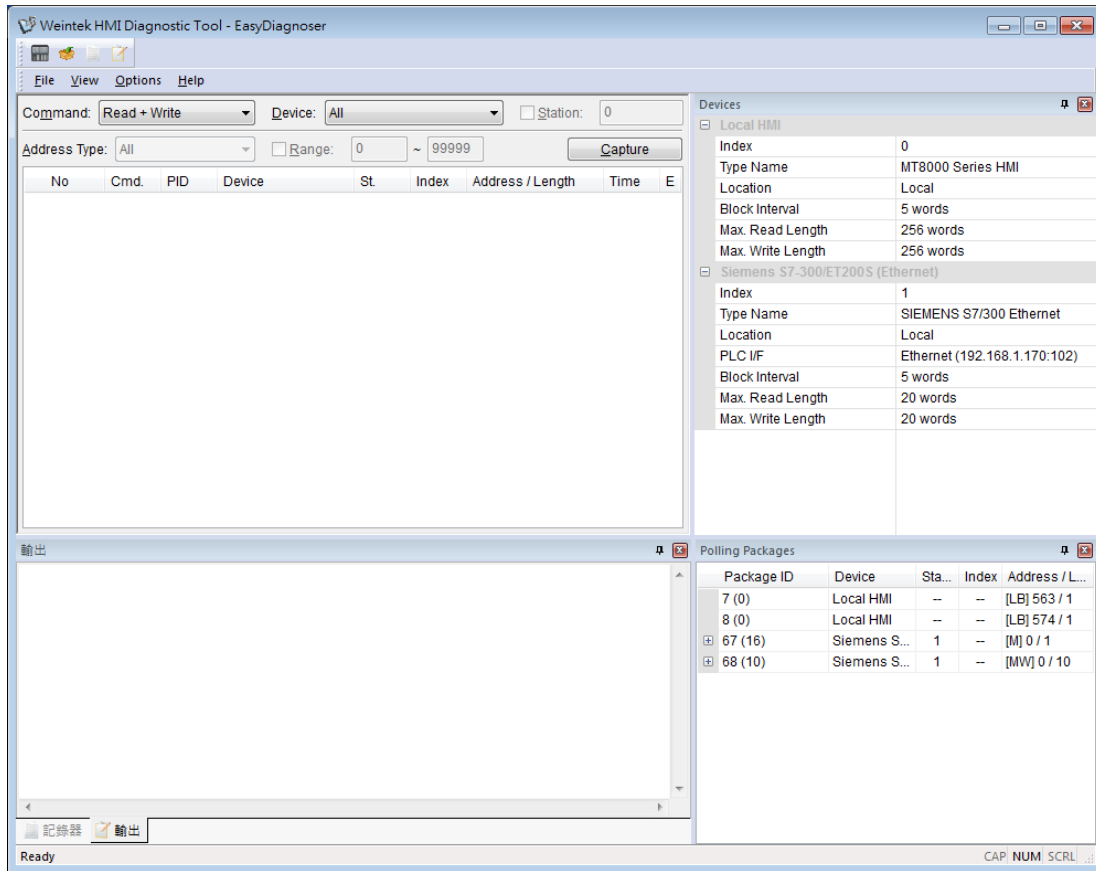 Weintek HMI Diagnostic Tool - EasyDiagnoser
File View Options Help
Command: Read + Write Device: All Station: 0
Address Type: All Range: 0 ~ 99999 Capture
No Cmd. PID Device St. Index Address / Length Time E
Devices
Local HMI
Index 0
Type Name MT8000 Series HMI
Location Local
Block Interval 5 words
Max. Read Length 256 words
Max. Write Length 256 words
Siemens S7-300/ET200S (Ethernet)
Index 1
Type Name SIEMENS S7/300 Ethernet
Location Local
PLC I/F Ethernet (192.168.1.170:102)
Block Interval 5 words
Max. Read Length 20 words
Max. Write Length 20 words
輸出
記錄器 輸出
Polling Packages
Package ID Device Sta... Index Address / L...
7 (0) Local HMI -- -- [LB] 563 / 1
8 (0) Local HMI -- -- [LB] 574 / 1
67 (16) Siemens S... 1 -- [M] 0 / 1
68 (10) Siemens S... 1 -- [MW] 0 / 10
Ready CAP NUM SCRL